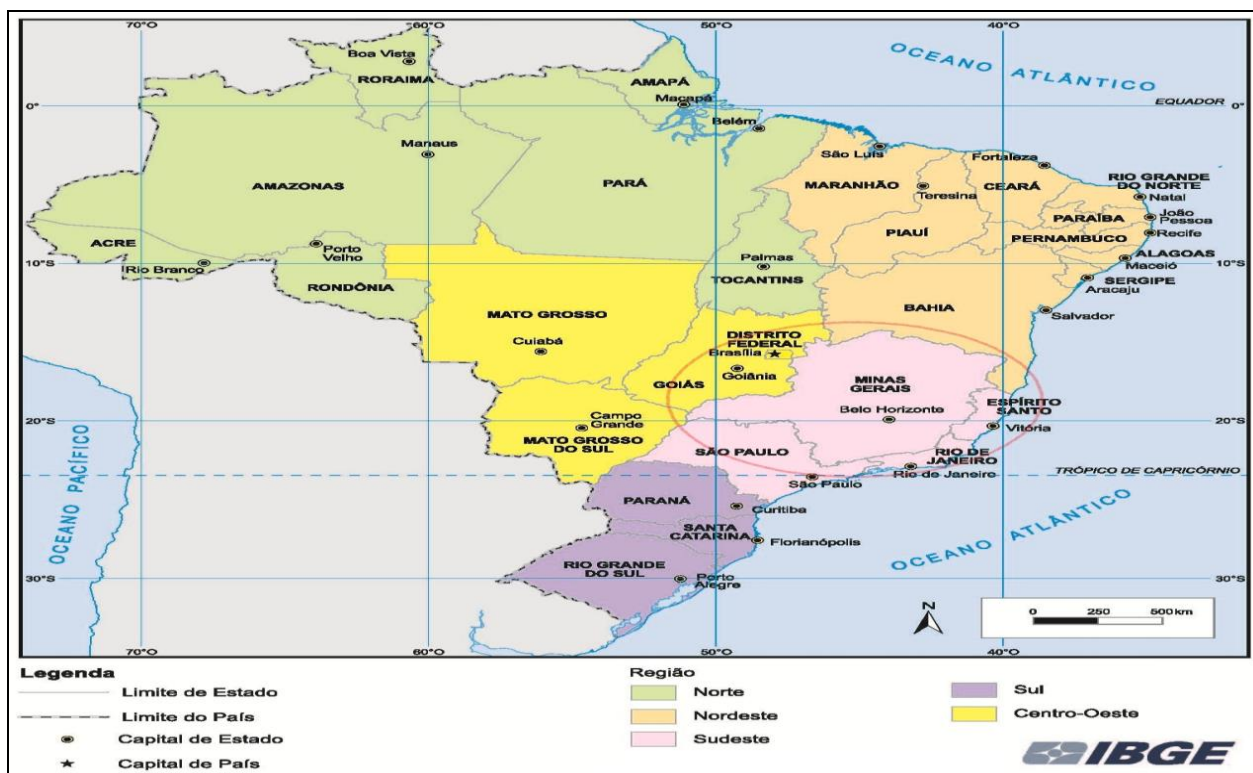 70°O
60°O
50°O
40°O
OCEANO ATLÂNTICO
Boa Vista
RORAIMA
AMAPÁ
Macapá
EQUADOR
0°
0°
Belém
São Luís
Fortaleza
Manaus
RIO GRANDE
DO NORTE
AMAZONAS
PARÁ
MARANHÃO
Teresina
CEARÁ
Natal
PARAÍBA
João
Pessoa
PIAUÍ
PERNAMBUCO
Recife
ACRE
Porto
Velho
Palmas
ALAGOAS
Maceió
10°S
Rio Branco
10°S
TOCANTINS
SERGIPE
Aracaju
RONDÔNIA
BAHIA
MATO GROSSO
Salvador
DISTRITO
FEDERAL
Cuiabá
Brasília
Goiânia
GOIÁS
MINAS
GERAIS
ESPÍRITO
SANTO
Campo
Grande
Belo Horizonte
Vitória
20°S
20°S
MATO GROSSO
DO SUL
SÃO PAULO
RIO DE
JANEIRO
Rio de Janeiro
TRÓPICO DE CAPRICÓRNIO
São Paulo
OCEANO PACÍFICO
PARANÁ
Curitiba
SANTA
CATARINA
Florianópolis
OCEANO ATLÂNTICO
RIO GRANDE
DO SUL
Porto
Alegre
30°S
30°S
N
0 250 500km
70°O
60°O
50°O
40°O
Legenda
Limite de Estado
Limite do País
Capital de Estado
Capital de País
Região
Norte
Nordeste
Sudeste
Sul
Centro-Oeste
IBGE